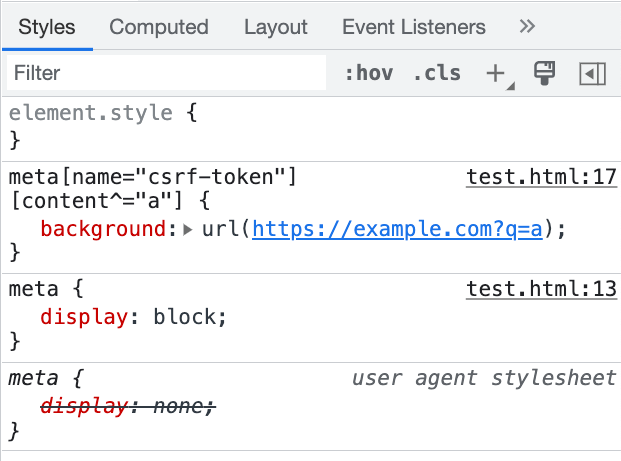 Styles Computed Layout Event Listeners »
Filter :hov .cls +
element.style {
}
meta[name="csrf-token"] test.html:17
[content^="a"] {
background: url(https://example.com?q=a);
}
meta { test.html:13
display: block;
}
meta { user agent stylesheet
display: none;
}